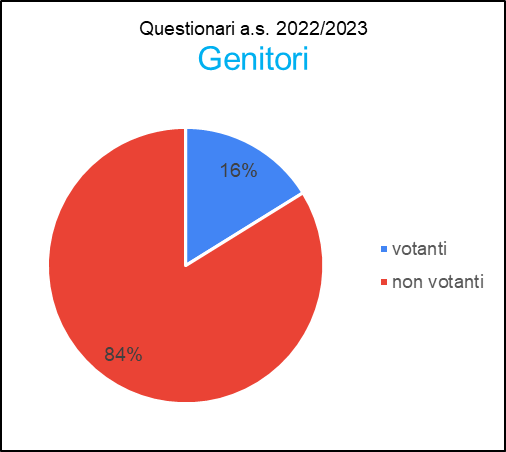 Questionari a.s. 2022/2023
Genitori
16%
votanti
non votanti
84%